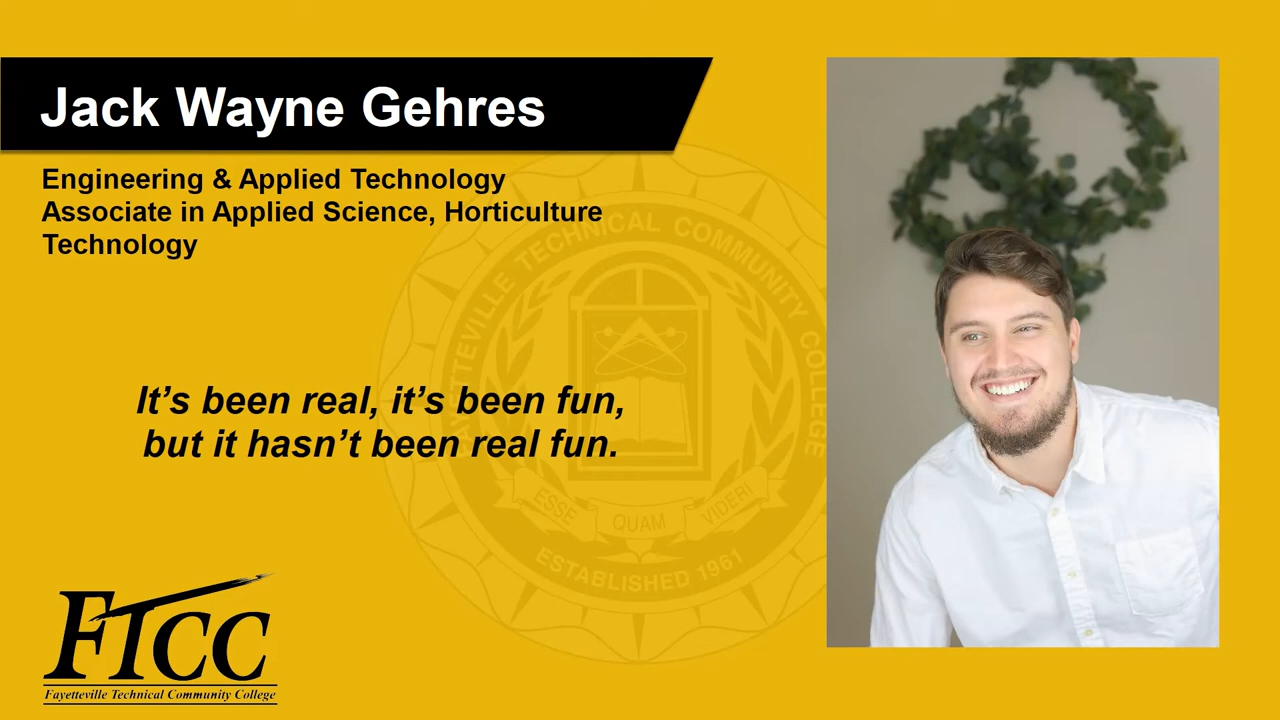 Jack Wayne Gehres
Engineering & Applied Technology
Associate in Applied Science, Horticulture
Technology
It’s been real, it’s been fun,
but it hasn’t been real fun.
FAYETTEVILLE TECHNICAL COMMUNITY COLLEGE
ESSE QUAM VIDERI
ESTABLISHED 1961
FTCC
Fayetteville Technical Community College